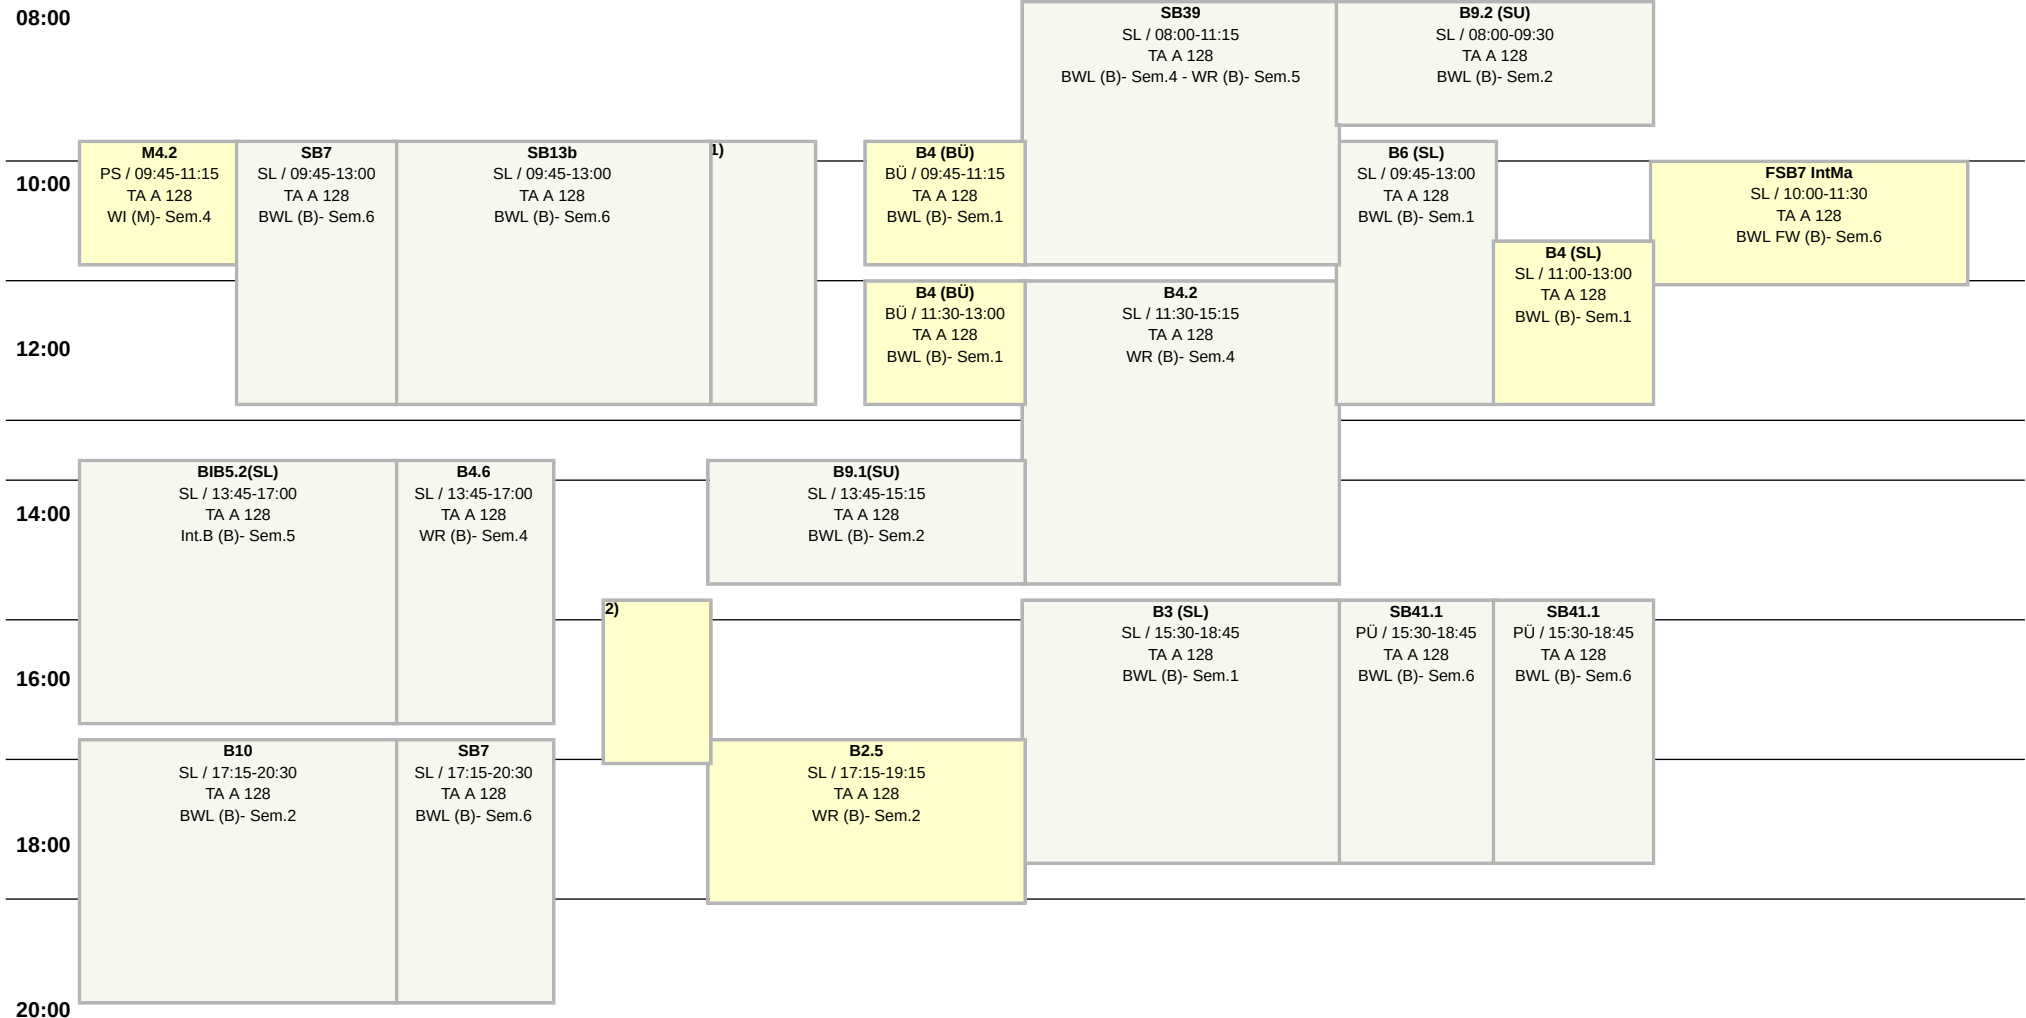 08:00
SB39
SL / 08:00-11:15
TA A 128
BWL (B)- Sem.4 - WR (B)- Sem.5
B9.2 (SU)
SL / 08:00-09:30
TA A 128
BWL (B)- Sem.2
M4.2
PS / 09:45-11:15
TA A 128
WI (M)- Sem.4
SB7
SL / 09:45-13:00
TA A 128
BWL (B)- Sem.6
SB13b
SL / 09:45-13:00
TA A 128
BWL (B)- Sem.6
1)
B4 (BÜ)
BÜ / 09:45-11:15
TA A 128
BWL (B)- Sem.1
B6 (SL)
SL / 09:45-13:00
TA A 128
BWL (B)- Sem.1
10:00
FSB7 IntMa
SL / 10:00-11:30
TA A 128
BWL FW (B)- Sem.6
B4 (SL)
SL / 11:00-13:00
TA A 128
BWL (B)- Sem.1
B4 (BÜ)
BÜ / 11:30-13:00
TA A 128
BWL (B)- Sem.1
B4.2
SL / 11:30-15:15
TA A 128
WR (B)- Sem.4
12:00
BIB5.2(SL)
SL / 13:45-17:00
TA A 128
Int.B (B)- Sem.5
B4.6
SL / 13:45-17:00
TA A 128
WR (B)- Sem.4
B9.1(SU)
SL / 13:45-15:15
TA A 128
BWL (B)- Sem.2
14:00
2)
B3 (SL)
SL / 15:30-18:45
TA A 128
BWL (B)- Sem.1
SB41.1
PÜ / 15:30-18:45
TA A 128
BWL (B)- Sem.6
SB41.1
PÜ / 15:30-18:45
TA A 128
BWL (B)- Sem.6
16:00
B10
SL / 17:15-20:30
TA A 128
BWL (B)- Sem.2
SB7
SL / 17:15-20:30
TA A 128
BWL (B)- Sem.6
B2.5
SL / 17:15-19:15
TA A 128
WR (B)- Sem.2
18:00
20:00